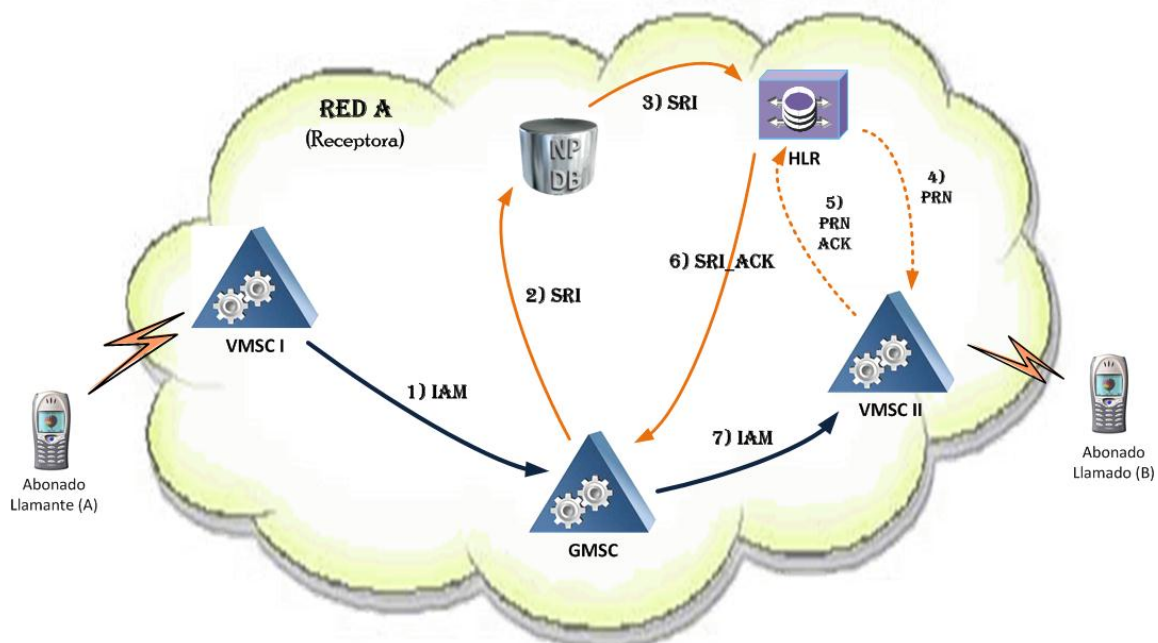 RED A
(Receptora)
3) SRI
NP
DB
HLR
4)
PRN
5)
PRN
ACK
6) SRI_ACK
2) SRI
VMSC I
1) IAM
VMSC II
7) IAM
GMSC
Abonado
Llamante (A)
Abonado
Llamado (B)